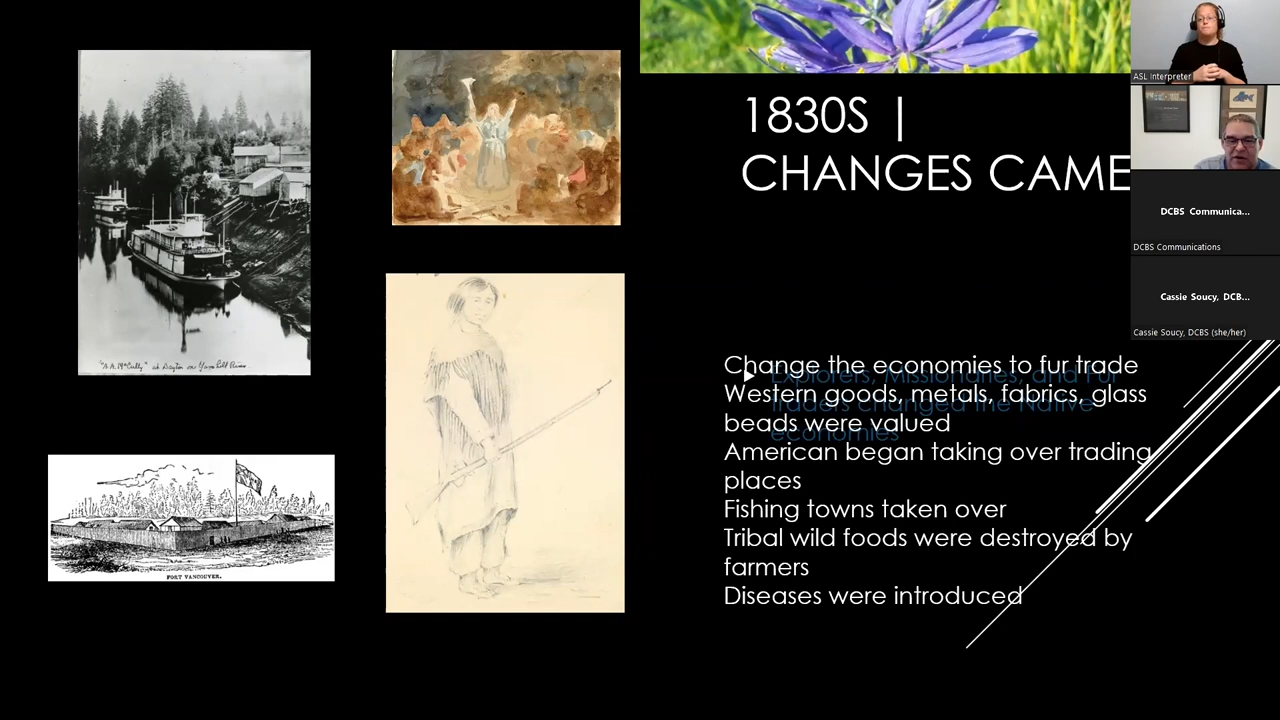 1830S |
CHANGES CAME
Explorers, Missionaries, and Fur
traders changed the Native
economies
Change the economies to fur trade
Western goods, metals, fabrics, glass
beads were valued
American began taking over trading
places
Fishing towns taken over
Tribal wild foods were destroyed by
farmers
Diseases were introduced
"A.A. McCully" at Dayton on Yam Hill River
FORT VANCOUVER.
ASL Interpreter
DCBS Communica...
DCBS Communications
Cassie Soucy, DCB...
Cassie Soucy, DCBS (she/her)